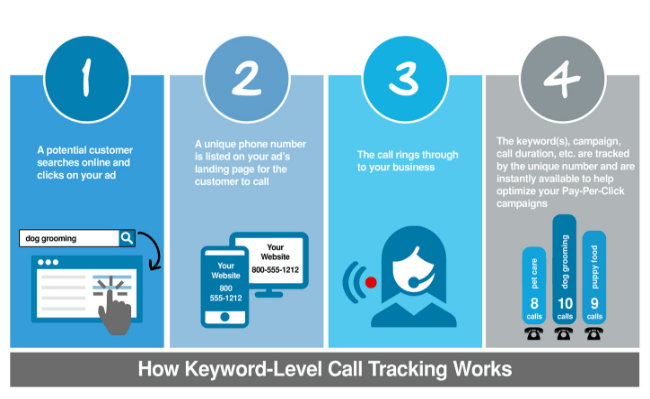 1
A potential customer
searches online and
clicks on your ad
dog grooming
2
A unique phone number
is listed on your ad's
landing page for the
customer to call
Your
Website
800
555-1212
Your
Website
800-555-1212
3
The call rings through
to your business
4
The keyword(s), campaign,
call duration, etc. are tracked
by the unique number and are
instantly available to help
optimize your Pay-Per-Click
campaigns
pet care
8
calls
dog grooming
10
calls
puppy food
9
calls
How Keyword-Level Call Tracking Works